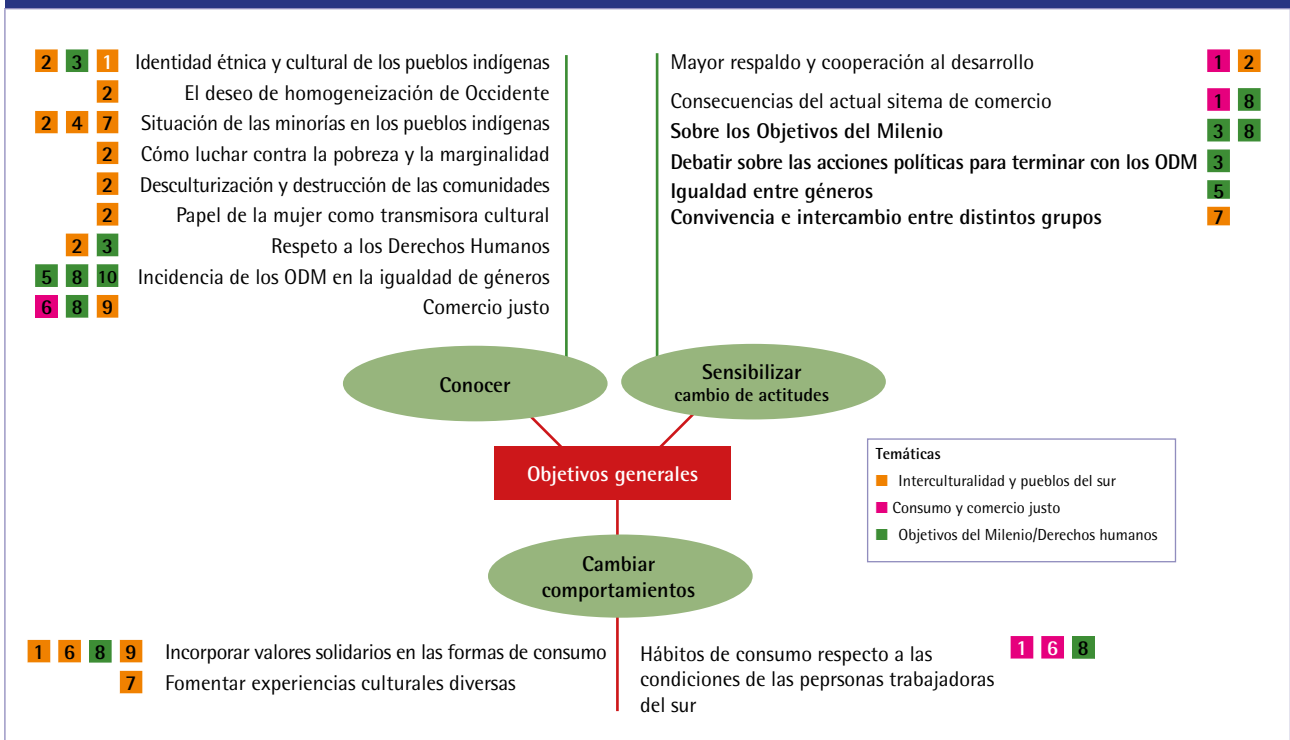 2 3 1 Identidad étnica y cultural de los pueblos indígenas
2 El deseo de homogeneización de Occidente
2 4 7 Situación de las minorías en los pueblos indígenas
2 Cómo luchar contra la pobreza y la marginalidad
2 Desculturización y destrucción de las comunidades
2 Papel de la mujer como transmisora cultural
2 3 Respeto a los Derechos Humanos
5 8 10 Incidencia de los ODM en la igualdad de géneros
6 8 9 Comercio justo
Mayor respaldo y cooperación al desarrollo 1 2
Consecuencias del actual sitema de comercio 1 8
Sobre los Objetivos del Milenio 3 8
Debatir sobre las acciones políticas para terminar con los ODM 3
Igualdad entre géneros 5
Convivencia e intercambio entre distintos grupos 7
Conocer
Sensibilizar
cambio de actitudes
Objetivos generales
Temáticas
Interculturalidad y pueblos del sur
Consumo y comercio justo
Objetivos del Milenio/Derechos humanos
Cambiar
comportamientos
1 6 8 9 Incorporar valores solidarios en las formas de consumo
7 Fomentar experiencias culturales diversas
Hábitos de consumo respecto a las 1 6 8
condiciones de las peprsonas trabajadoras
del sur